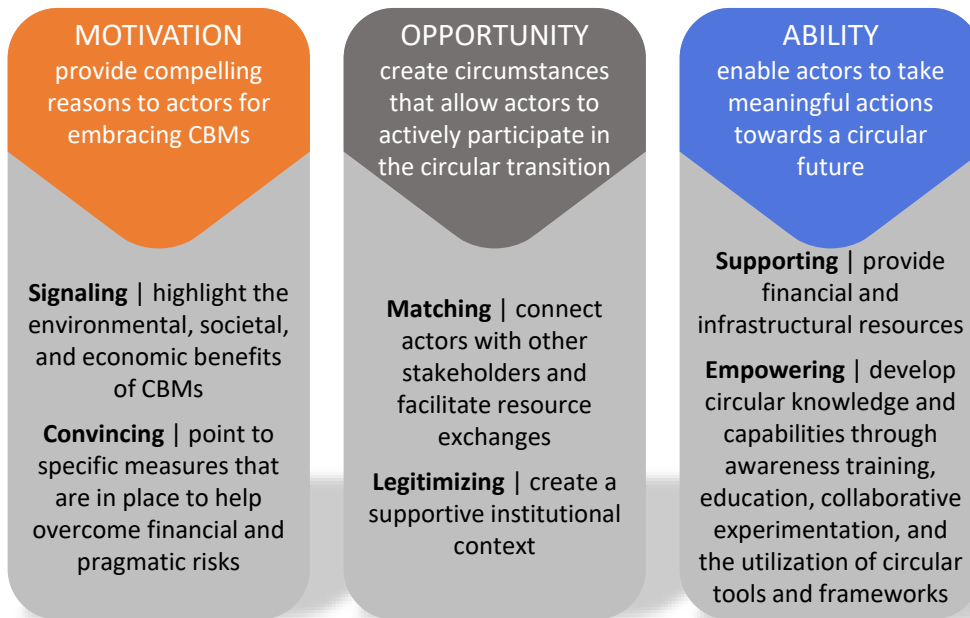 MOTIVATION
provide compelling
reasons to actors for
embracing CBMs
Signaling | highlight the
environmental, societal,
and economic benefits
of CBMs
Convincing | point to
specific measures that
are in place to help
overcome financial and
pragmatic risks
OPPORTUNITY
create circumstances
that allow actors to
actively participate in
the circular transition
Matching | connect
actors with other
stakeholders and
facilitate resource
exchanges
Legitimizing | create a
supportive institutional
context
ABILITY
enable actors to take
meaningful actions
towards a circular
future
Supporting | provide
financial and
infrastructural resources
Empowering | develop
circular knowledge and
capabilities through
awareness training,
education, collaborative
experimentation, and
the utilization of circular
tools and frameworks